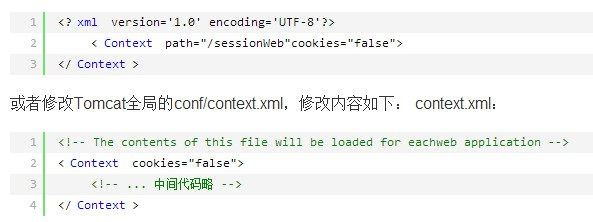 1 <? xml version='1.0' encoding='UTF-8'?>
2 < Context path="/sessionWeb"cookies="false">
3 </ Context >
或者修改Tomcat全局的conf/context.xml，修改内容如下： context.xml：
1 <!-- The contents of this file will be loaded for eachweb application -->
2 < Context cookies="false">
3 <!-- ... 中间代码略 -->
4 </ Context >